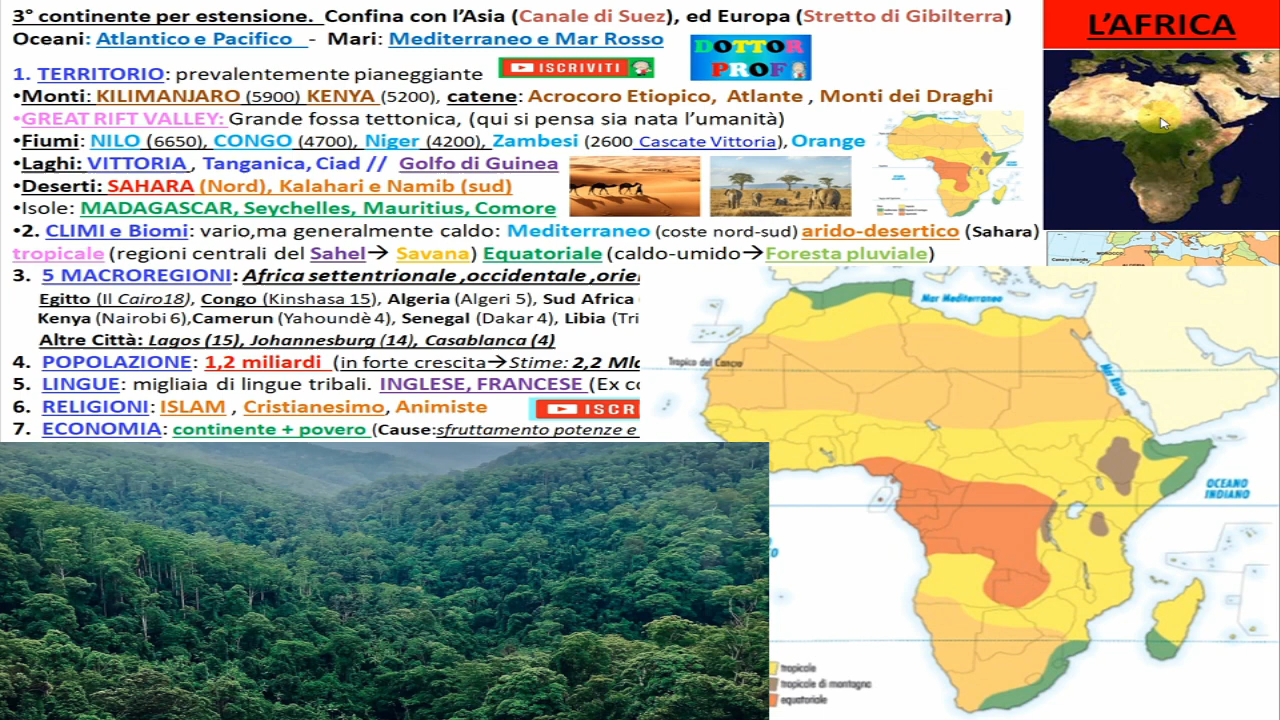 3° continente per estensione. Confina con l'Asia (Canale di Suez), ed Europa (Stretto di Gibilterra)
L'AFRICA
Oceani: Atlantico e Pacifico - Mari: Mediterraneo e Mar Rosso
DOTTOR
PROF
1. TERRITORIO: prevalentemente pianeggiante
ISCRIVITI
•Monti: KILIMANJARO (5900) KENYA (5200), catene: Acrocoro Etiopico, Atlante , Monti dei Draghi
•GREAT RIFT VALLEY: Grande fossa tettonica, (qui si pensa sia nata l'umanità)
•Fiumi: NILO (6650), CONGO (4700), Niger (4200), Zambesi (2600 Cascate Vittoria), Orange
•Laghi: VITTORIA , Tanganica, Ciad // Golfo di Guinea
•Deserti: SAHARA (Nord), Kalahari e Namib (sud)
•Isole: MADAGASCAR, Seychelles, Mauritius, Comore
•2. CLIMI e Biomi: vario,ma generalmente caldo: Mediterraneo (coste nord-sud) arido-desertico (Sahara)
tropicale (regioni centrali del Sahel→ Savana) Equatoriale (caldo-umido→Foresta pluviale)
3. 5 MACROREGIONI: Africa settetrionale ,occidentale ,orie
Egitto (Il Cairo18), Congo (Kinshasa 15), Algeria (Algeri 5), Sud Africa
Kenya (Nairobi 6),Camerun (Yahoundè 4), Senegal (Dakar 4), Libia (Tri
Altre Città: Lagos (15), Johannesburg (14), Casablanca (4)
4. POPOLAZIONE: 1,2 miliardi (in forte crescita→Stime: 2,2 Mld
5. LINGUE: migliaia di lingue tribali. INGLESE, FRANCESE (Ex co
6. RELIGIONI: ISLAM , Cristianesimo, Animiste
ISCR
7. ECONOMIA: continente + povero (Cause:sfruttamento potenze e
Mar Mediterraneo
Tropico del Cancro
Mar Rosso
OCEANO
INDIANO
tropicale
tropicale di montagna
equatoriale